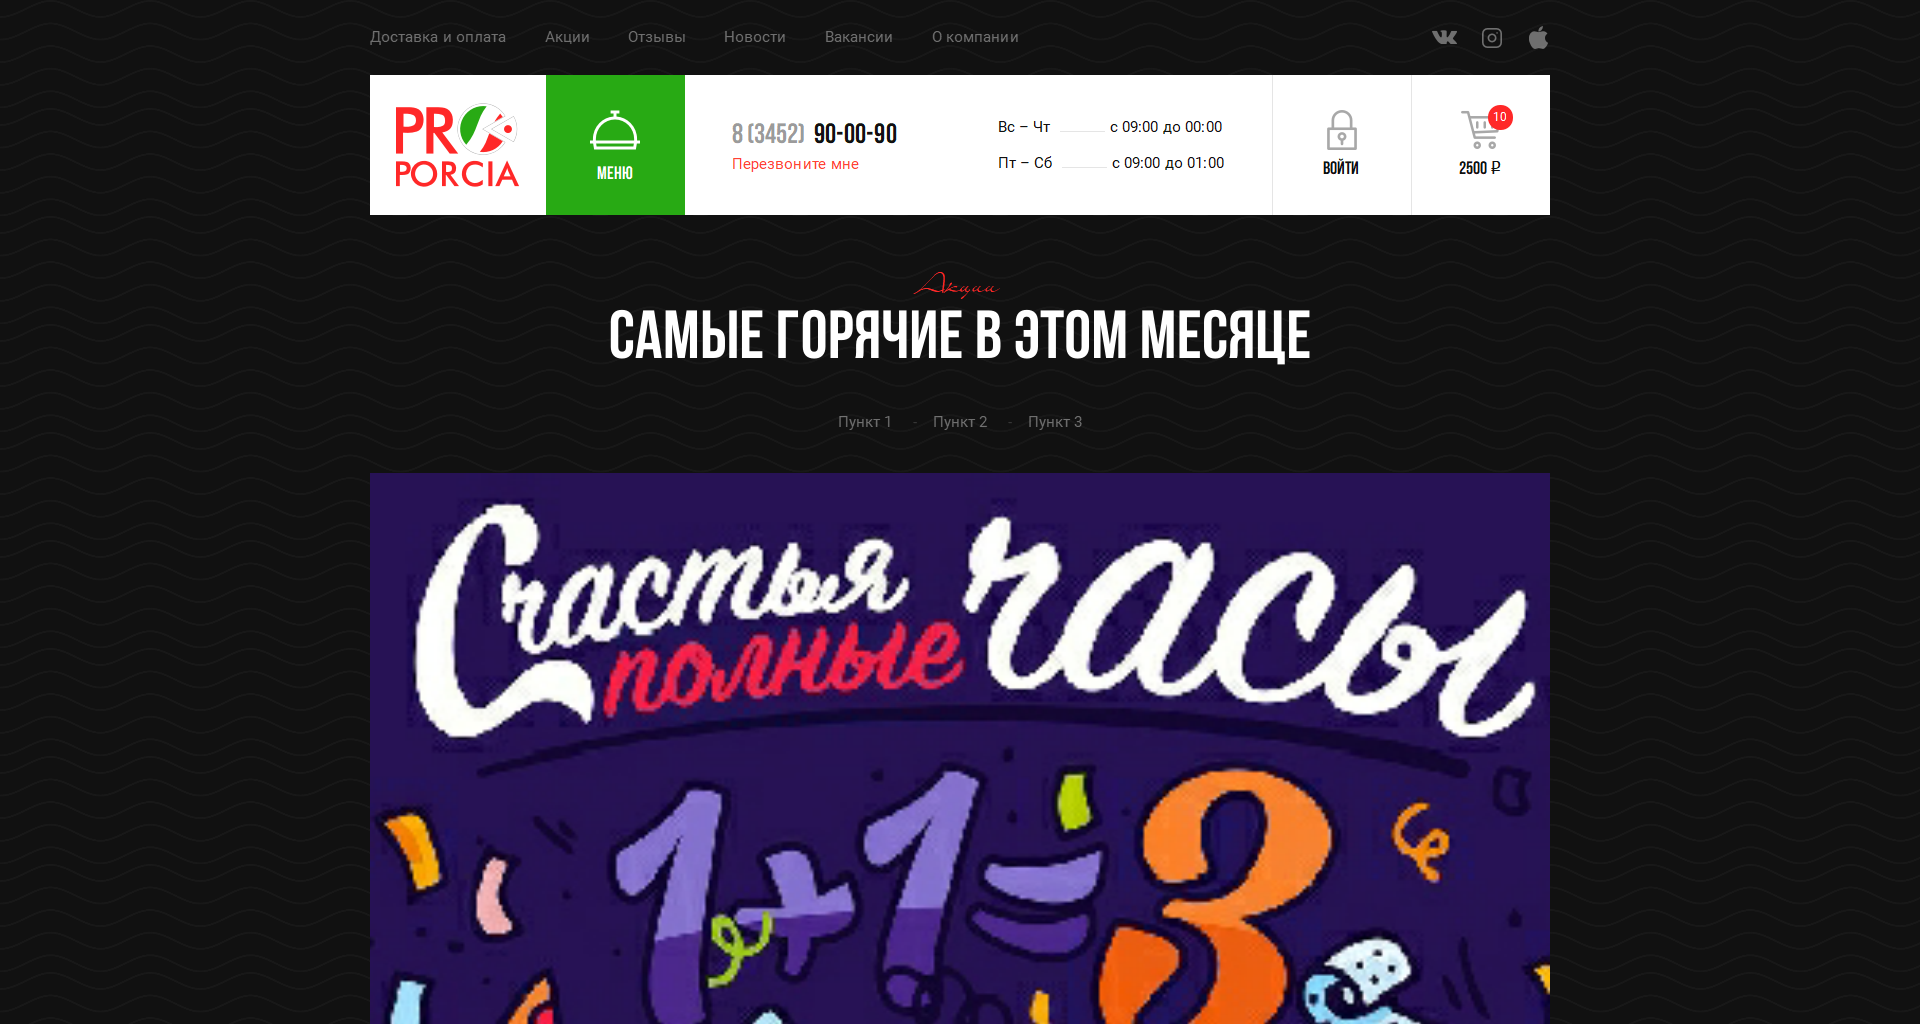 Доставка и оплата Акции Отзывы Новости Вакансии О компании
PRO
PORCIA
МЕНЮ
8 (3452) 90-00-90
Перезвоните мне
Вс – Чт с 09:00 до 00:00
Пт – Сб с 09:00 до 01:00
ВОЙТИ
10
2500 ₽
Акции
САМЫЕ ГОРЯЧИЕ В ЭТОМ МЕСЯЦЕ
Пункт 1 - Пункт 2 - Пункт 3
Счастья полные часы
1+1=3